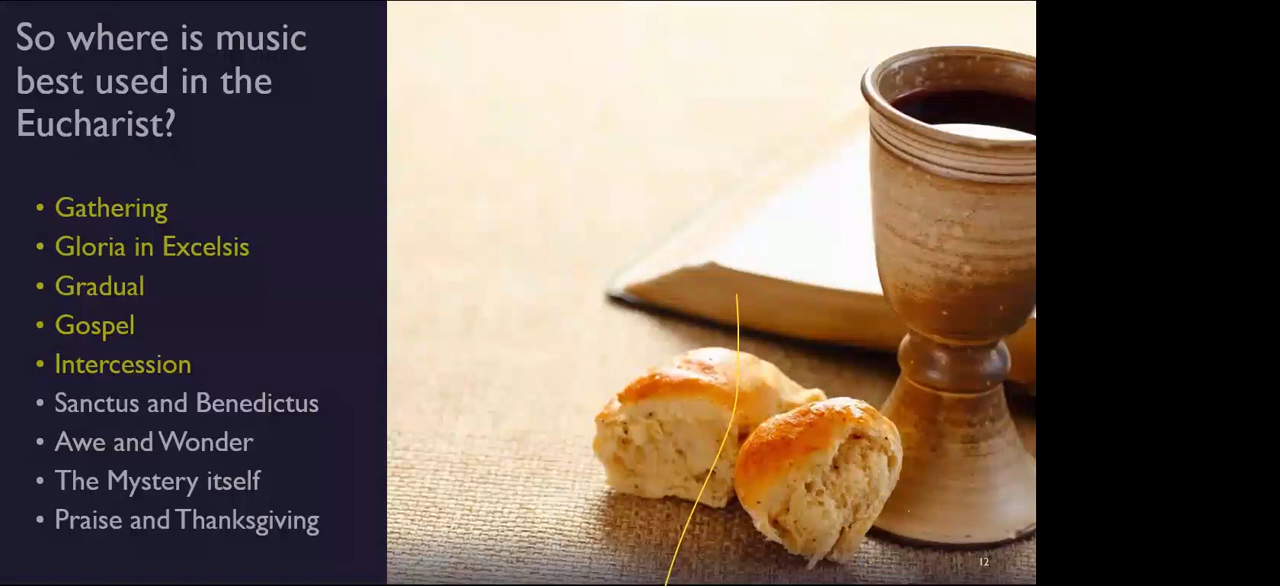 So where is music
best used in the
Eucharist?
• Gathering
• Gloria in Excelsis
• Gradual
• Gospel
• Intercession
• Sanctus and Benedictus
• Awe and Wonder
• The Mystery itself
• Praise and Thanksgiving
12